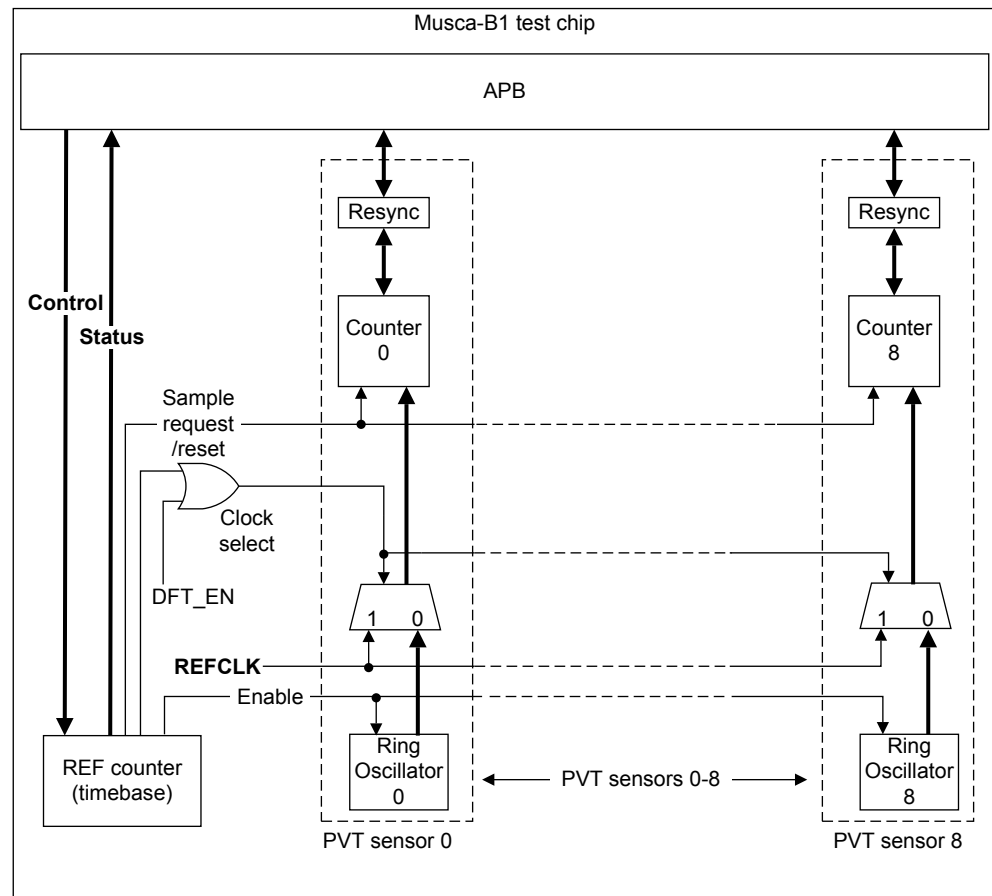 Musca-B1 test chip
APB
Resync
Resync
Control
Status
Counter
0
Counter
8
Sample
request
/reset
Clock
select
DFT_EN
1 0
1 0
REFCLK
Enable
REF counter
(timebase)
Ring
Oscillator
0
PVT sensors 0-8
Ring
Oscillator
8
PVT sensor 0
PVT sensor 8